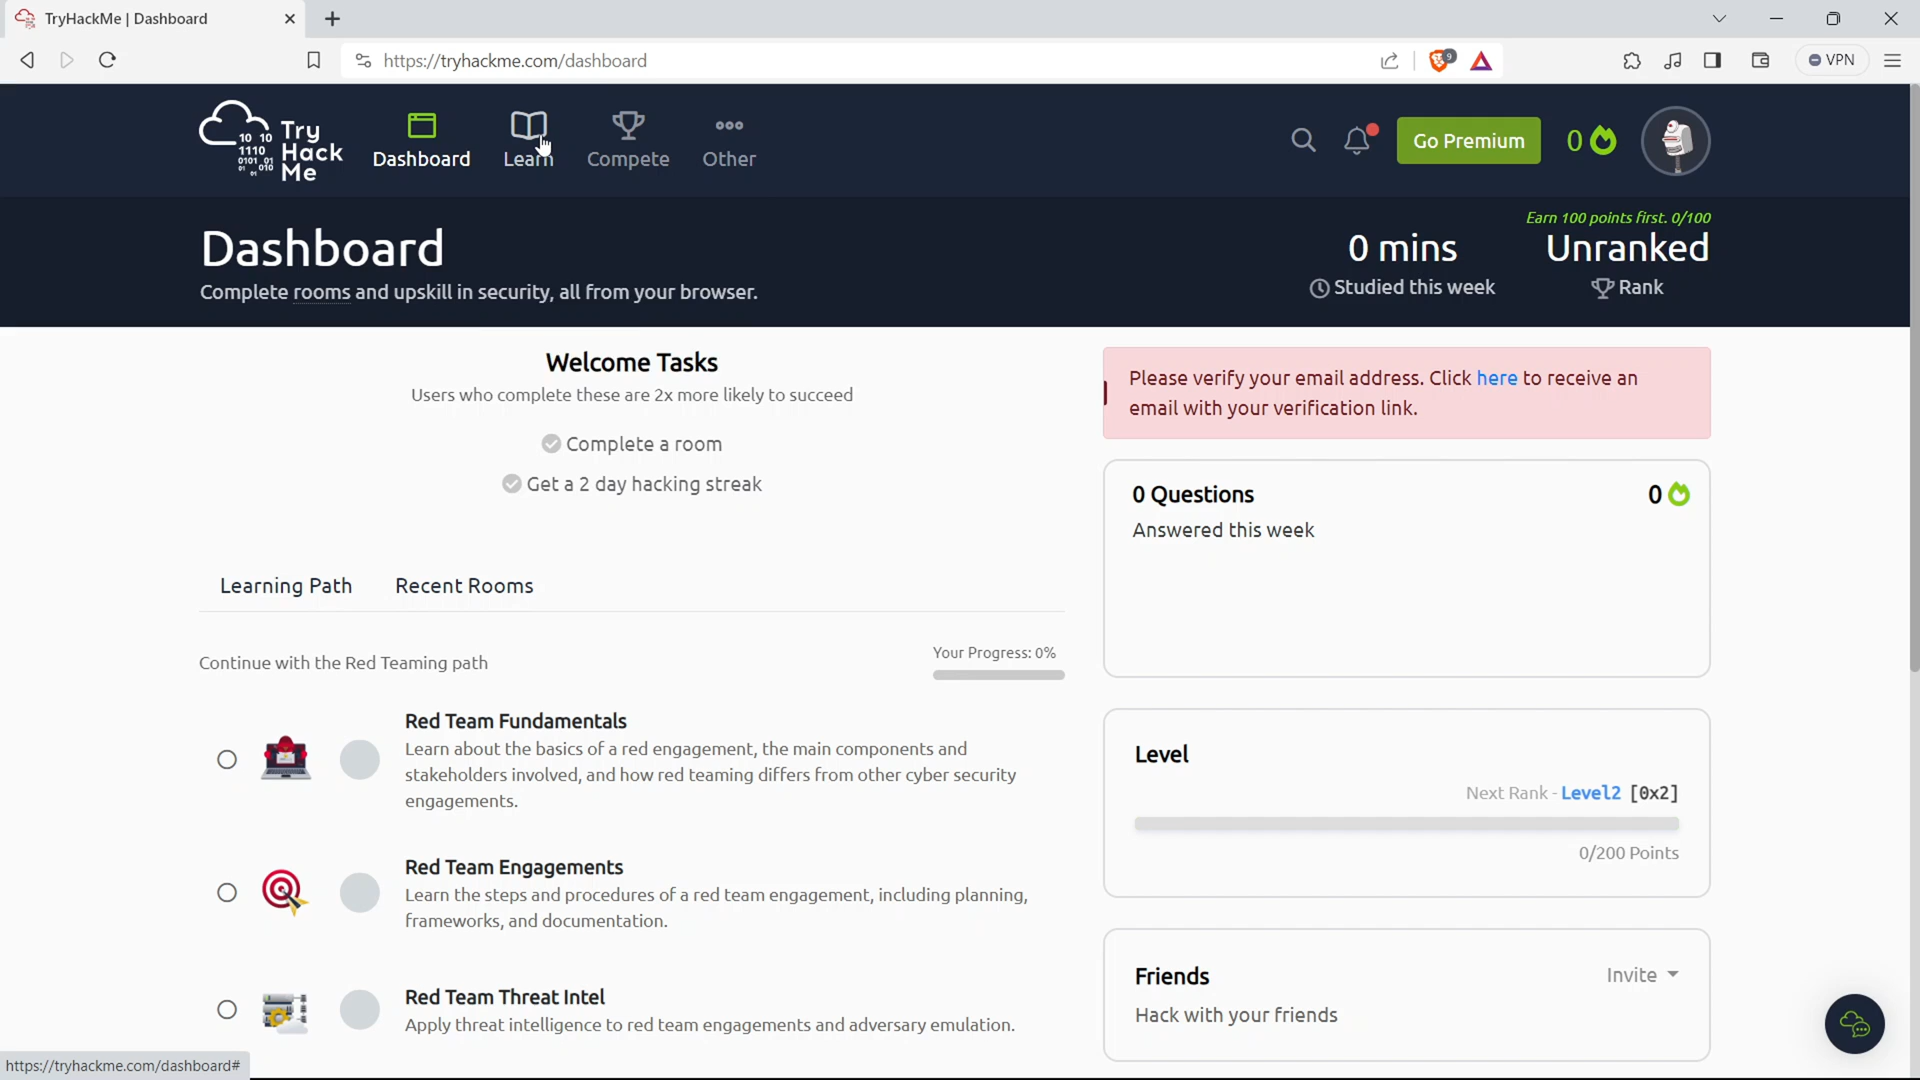 TryHackMe | Dashboard
https://tryhackme.com/dashboard
9
VPN
10 10
1110
0101 01
01 010
Try
Hack
Me
Dashboard
Learn
Compete
Other
Go Premium
0
Dashboard
Complete rooms and upskill in security, all from your browser.
0 mins
Studied this week
Earn 100 points first. 0/100
Unranked
Rank
Welcome Tasks
Users who complete these are 2x more likely to succeed
Complete a room
Get a 2 day hacking streak
Please verify your email address. Click here to receive an
email with your verification link.
0 Questions
0
Answered this week
Learning Path
Recent Rooms
Continue with the Red Teaming path
Your Progress: 0%
Red Team Fundamentals
Learn about the basics of a red engagement, the main components and
stakeholders involved, and how red teaming differs from other cyber security
engagements.
Red Team Engagements
Learn the steps and procedures of a red team engagement, including planning,
frameworks, and documentation.
Red Team Threat Intel
Apply threat intelligence to red team engagements and adversary emulation.
Level
Next Rank - Level2 [0x2]
0/200 Points
Friends
Invite
Hack with your friends
https://tryhackme.com/dashboard#